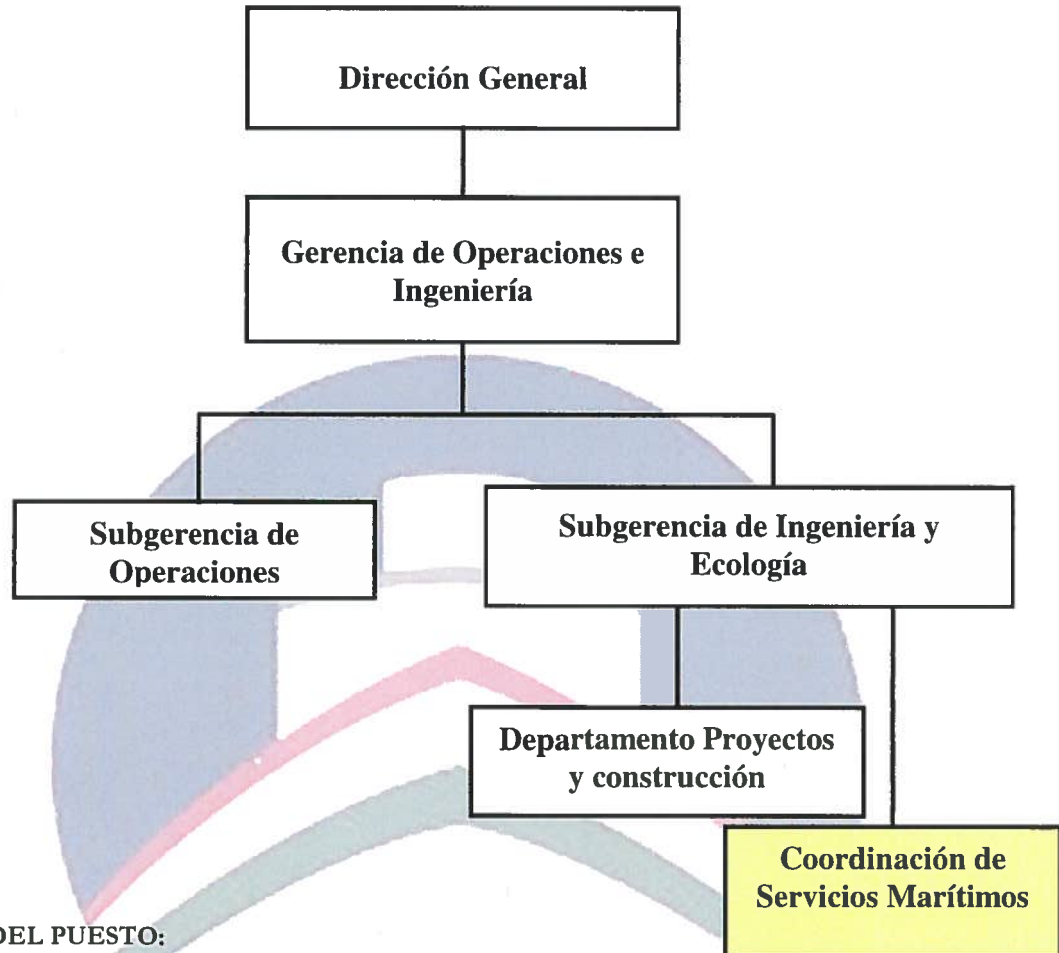 Dirección General
Gerencia de Operaciones e
Ingeniería
Subgerencia de
Operaciones
Subgerencia de Ingeniería y
Ecología
Departamento Proyectos
y construcción
Coordinación de
Servicios Marítimos
DEL PUESTO: